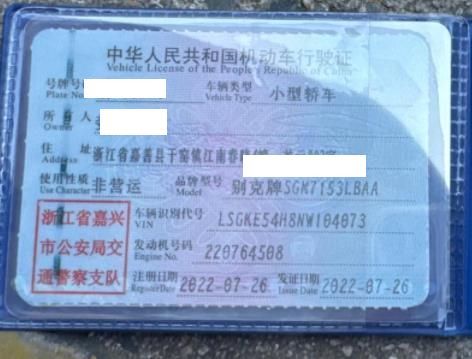 中华人民共和国机动车行驶证
Vehicle License of the People's Republic of China
号牌号
Plate No.
车辆类型
Vehicle Type
小型轿车
所有人
Owner
住址
浙江省嘉善县干窑镇江南春
使用性质
Use Character
非营运
品牌型号
Model
别克牌SGM7153LBAA
浙江省嘉兴
市公安局交
通警察支队
车辆识别代号
VIN
LSGKE54H8NW104073
发动机号码
Engine No.
220764508
注册日期
Register Date
2022-07-26
发证日期
Issue Date
2022-07-26